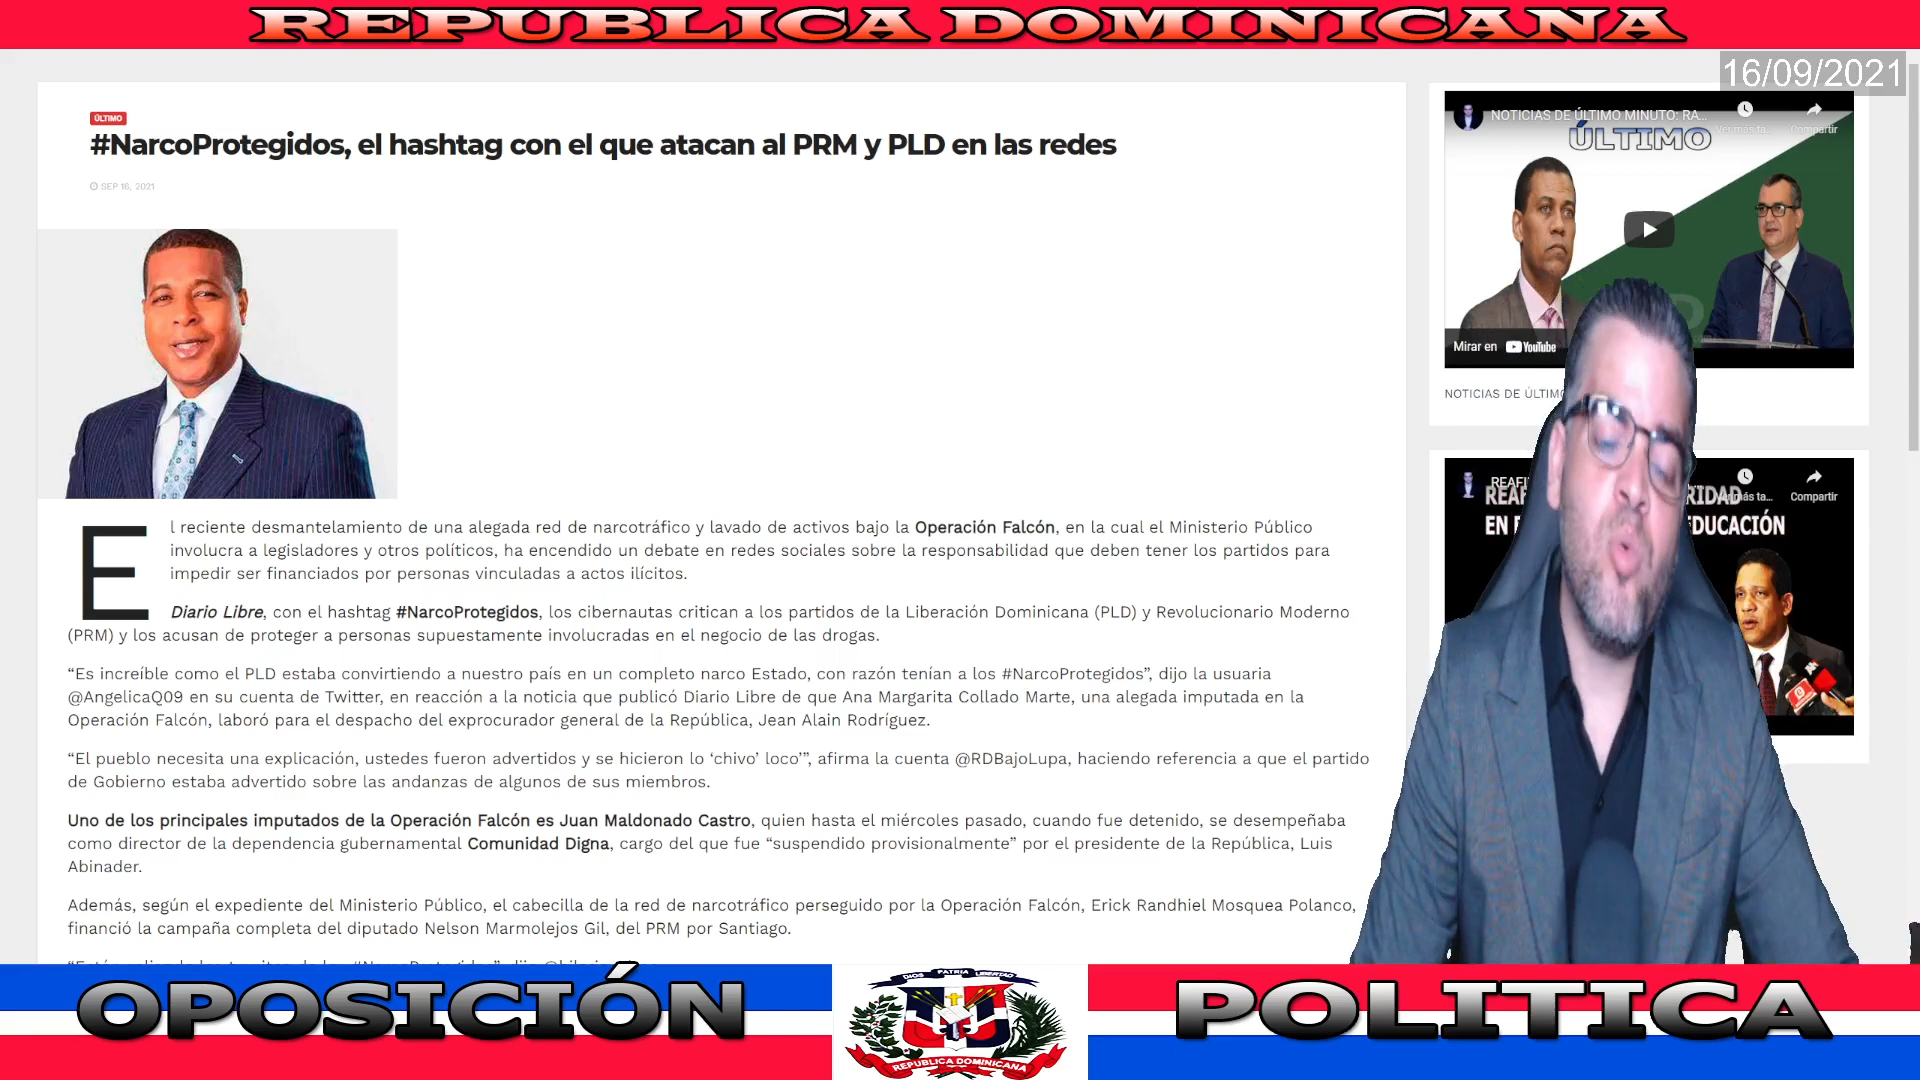 REPUBLICA DOMINICANA
16/09/2021
ÚLTIMO
#NarcoProtegidos, el hashtag con el que atacan al PRM y PLD en las redes
SEP 16, 2021
El reciente desmantelamiento de una alegada red de narcotráfico y lavado de activos bajo la Operación Falcón, en la cual el Ministerio Público
involucra a legisladores y otros políticos, ha encendido un debate en redes sociales sobre la responsabilidad que deben tener los partidos para
impedir ser financiados por personas vinculadas a actos ilícitos.
Diario Libre, con el hashtag #NarcoProtegidos, los cibernautas critican a los partidos de la Liberación Dominicana (PLD) y Revolucionario Moderno
(PRM) y los acusan de proteger a personas supuestamente involucradas en el negocio de las drogas.
“Es increíble como el PLD estaba convirtiendo a nuestro país en un completo narco Estado, con razón tenían a los #NarcoProtegidos”, dijo la usuaria
@AngelicaQ09 en su cuenta de Twitter, en reacción a la noticia que publicó Diario Libre de que Ana Margarita Collado Marte, una alegada imputada en la
Operación Falcón, laboró para el despacho del exprocurador general de la República, Jean Alain Rodríguez.
“El pueblo necesita una explicación, ustedes fueron advertidos y se hicieron lo ‘chivo’ loco’”, afirma la cuenta @RDBajoLupa, haciendo referencia a que el partido
de Gobierno estaba advertido sobre las andanzas de algunos de sus miembros.
Uno de los principales imputados de la Operación Falcón es Juan Maldonado Castro, quien hasta el miércoles pasado, cuando fue detenido, se desempeñaba
como director de la dependencia gubernamental Comunidad Digna, cargo del que fue “suspendido provisionalmente” por el presidente de la República, Luis
Abinader.
Además, según el expediente del Ministerio Público, el cabecilla de la red de narcotráfico perseguido por la Operación Falcón, Erick Randhiel Mosquea Polanco,
financió la campaña completa del diputado Nelson Marmolejos Gil, del PRM por Santiago.
NOTICIAS DE ÚLTIMO MINUTO: RA...
Ver más ta... Compartir
ÚLTIMO
Mirar en YouTube
NOTICIAS DE ÚLTIMO
Compartir
EN
EDUCACIÓN
OPOSICIÓN
DIOS PATRIA LIBERTAD
REPUBLICA DOMINICANA
POLITICA